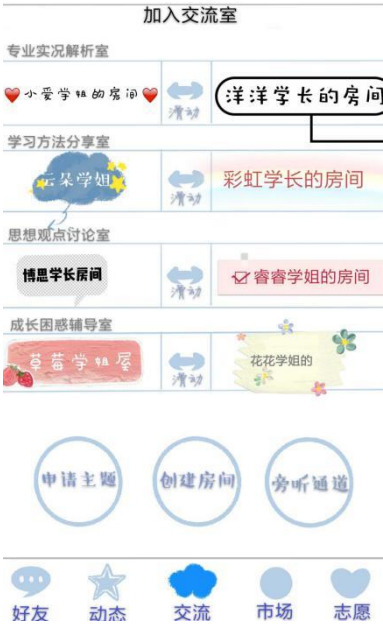 加入交流室
专业实况解析室
小爱学姐的房间
滑动
洋洋学长的房间
学习方法分享室
云朵学姐
滑动
彩虹学长的房间
思想观点讨论室
博思学长房间
滑动
睿睿学姐的房间
成长困惑辅导室
草莓学姐屋
滑动
花花学姐的
申请主题
创建房间
旁听通道
好友
动态
交流
市场
志愿